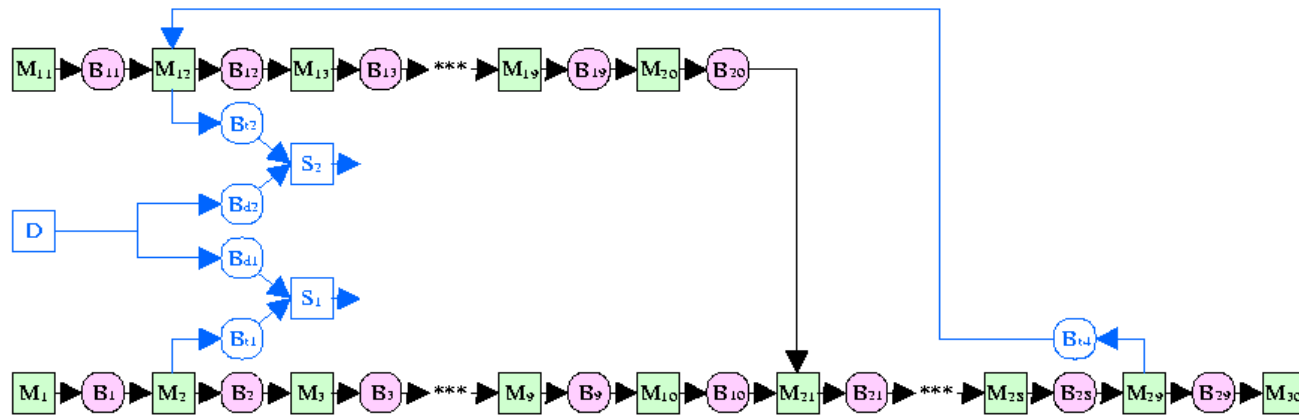 M11 B11 M12 B12 M13 B13 *** M19 B19 M20 B20
Bt2
S2
Bd2
D
Bd1
S1
Bt1
Bt4
M1 B1 M2 B2 M3 B3 *** M9 B9 M10 B10 M21 B21 *** M28 B28 M29 B29 M30